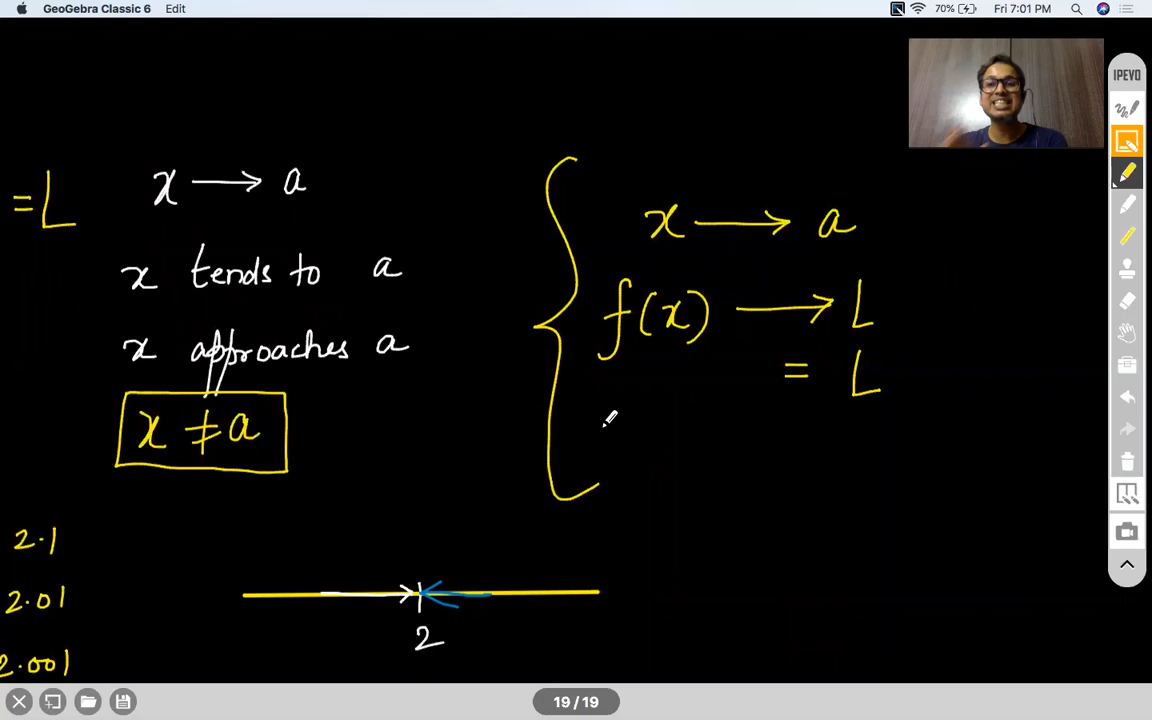 GeoGebra Classic 6 Edit 70% Fri 7:01 PM
IPEVO
=L
x ⟶ a
x tends to a
x approaches a
x ≠ a
x ⟶ a
f(x) ⟶ L
= L
2.1
2.01
2.001
2
19 / 19